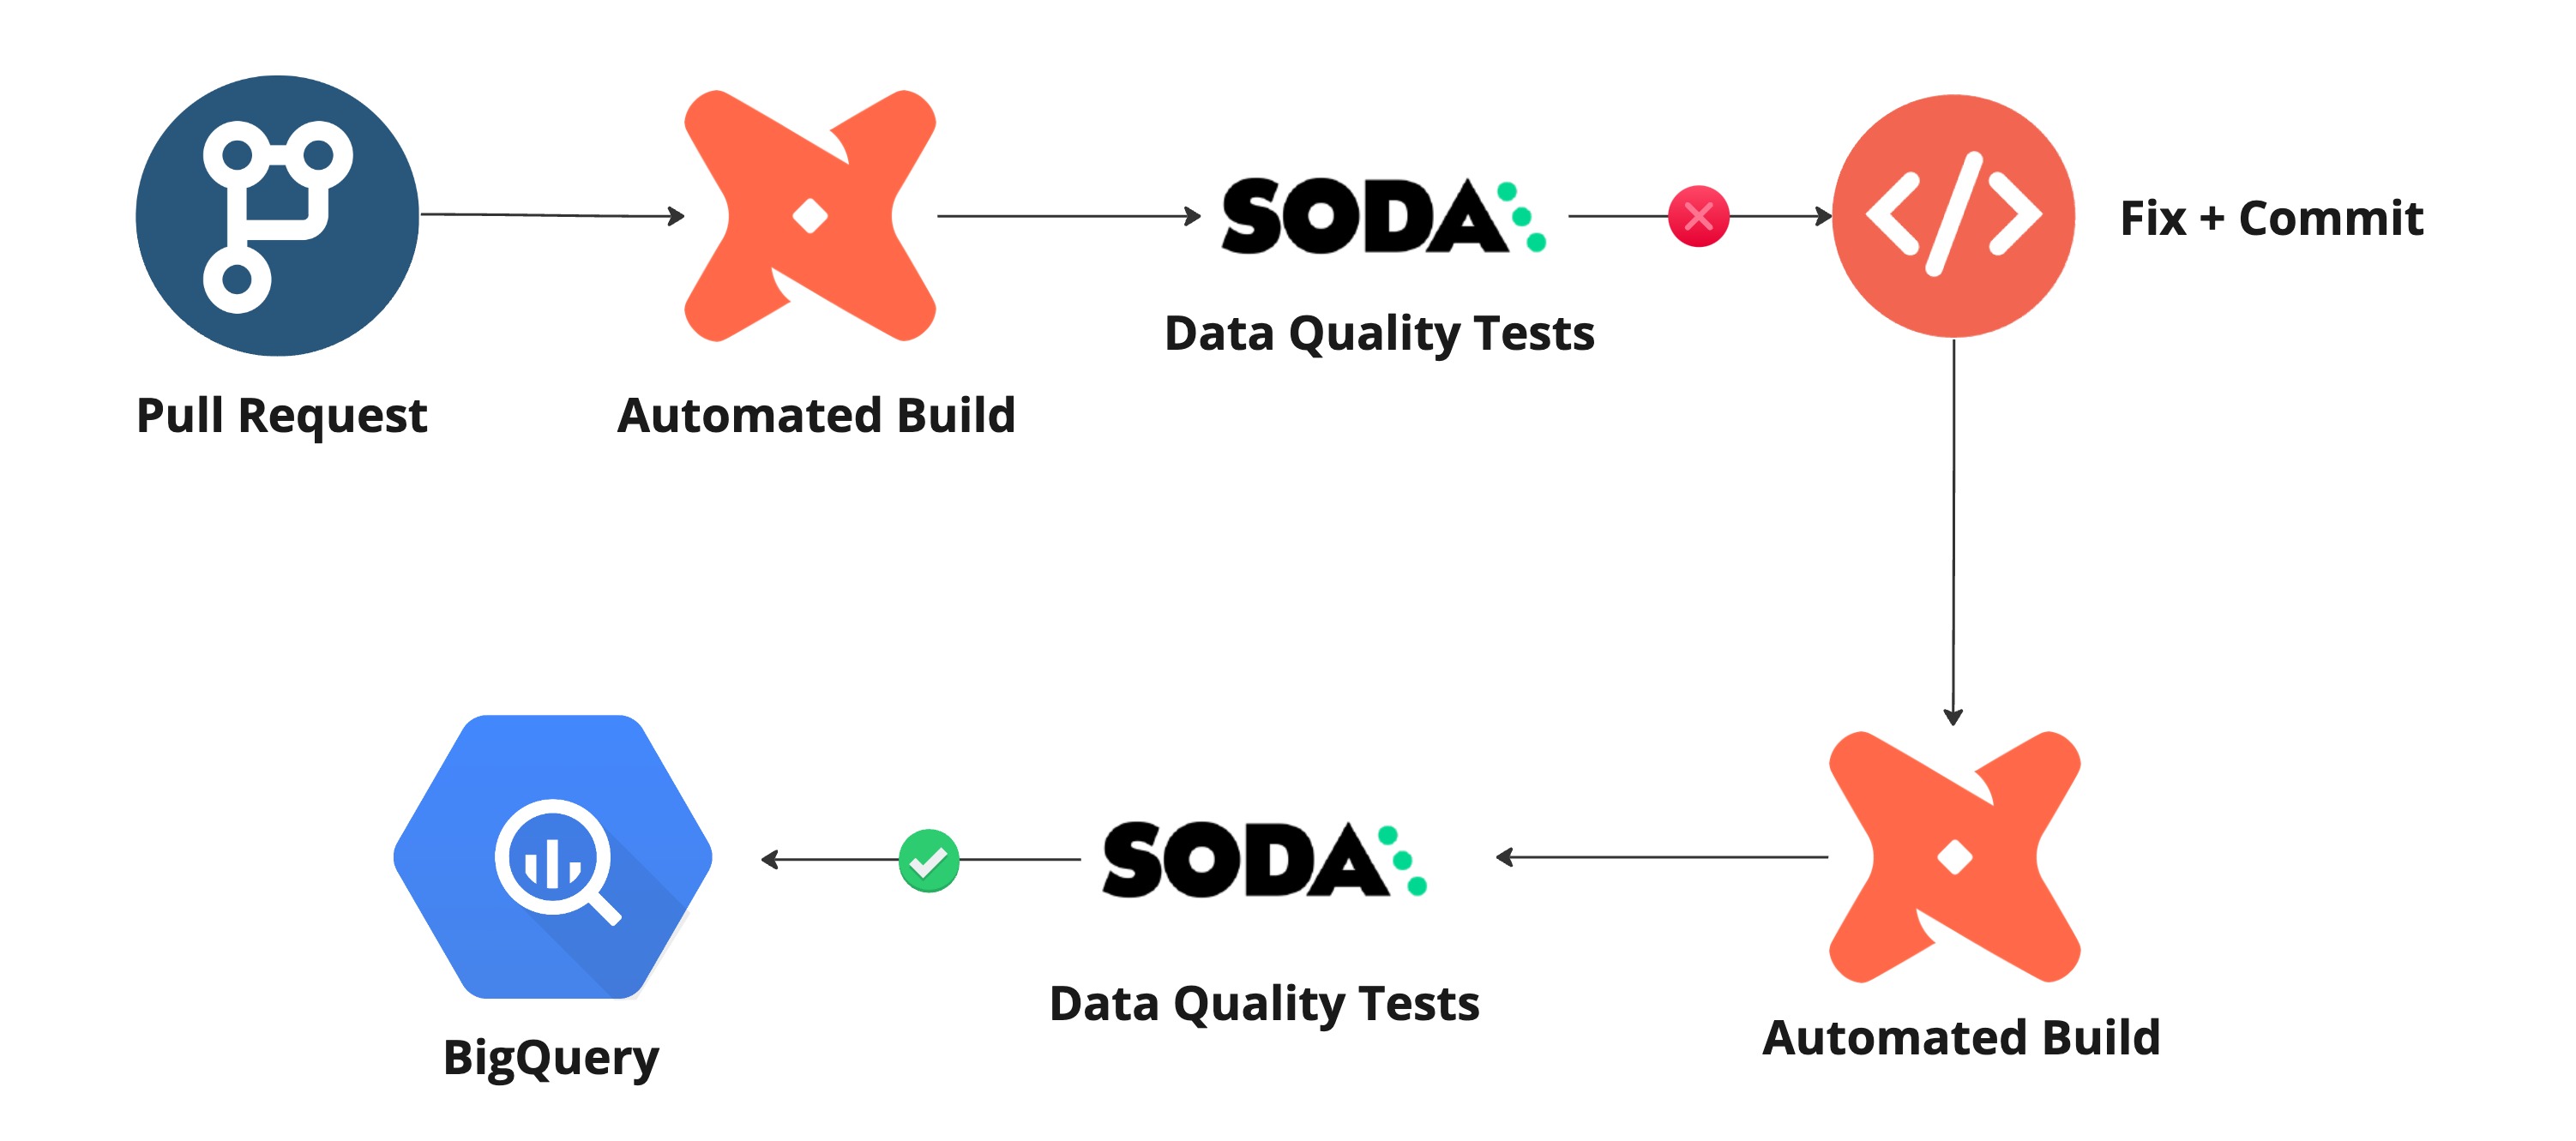 SODA
Fix + Commit
Data Quality Tests
Pull Request
Automated Build
SODA
Data Quality Tests
Automated Build
BigQuery